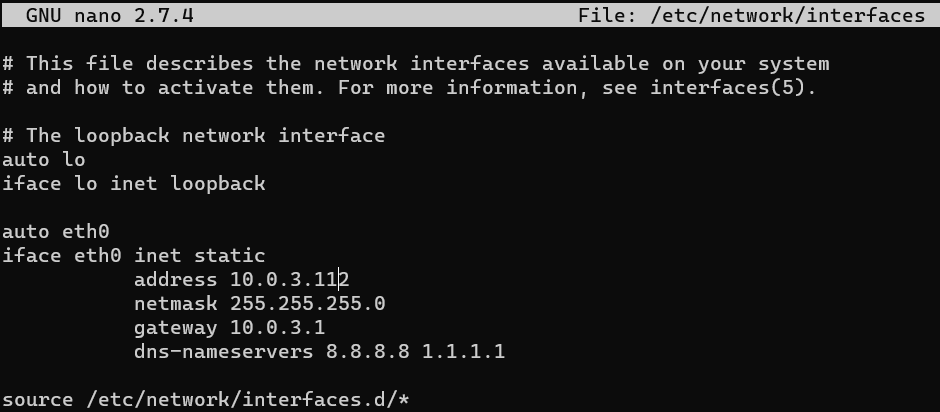 GNU nano 2.7.4 File: /etc/network/interfaces
# This file describes the network interfaces available on your system
# and how to activate them. For more information, see interfaces(5).
# The loopback network interface
auto lo
iface lo inet loopback
auto eth0
iface eth0 inet static
address 10.0.3.112
netmask 255.255.255.0
gateway 10.0.3.1
dns-nameservers 8.8.8.8 1.1.1.1
source /etc/network/interfaces.d/*